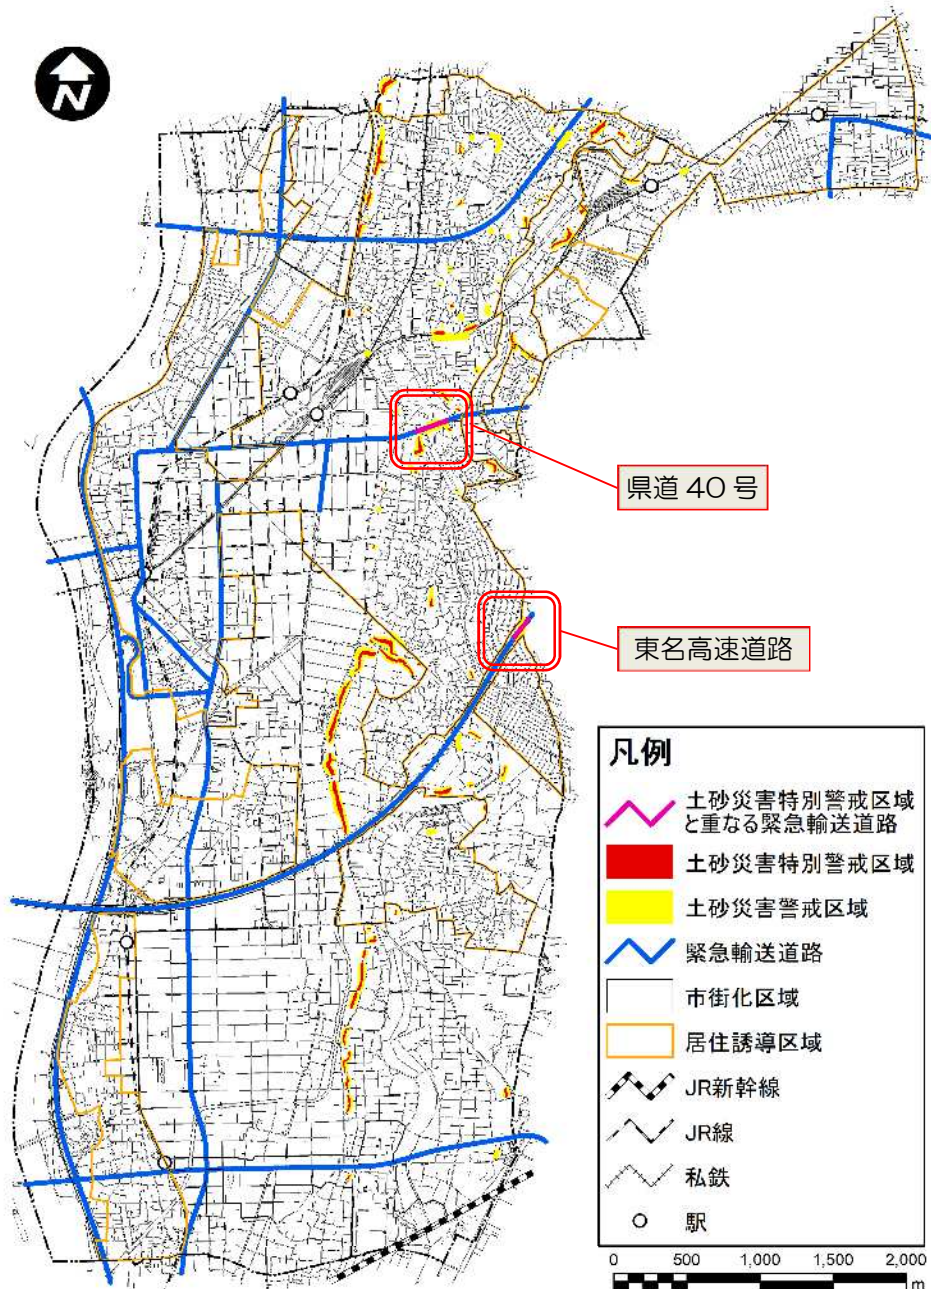 N
県道 40 号
東名高速道路
凡例
土砂災害特別警戒区域
と重なる緊急輸送道路
土砂災害特別警戒区域
土砂災害警戒区域
緊急輸送道路
市街化区域
居住誘導区域
JR新幹線
JR線
私鉄
駅
0 500 1,000 1,500 2,000
m